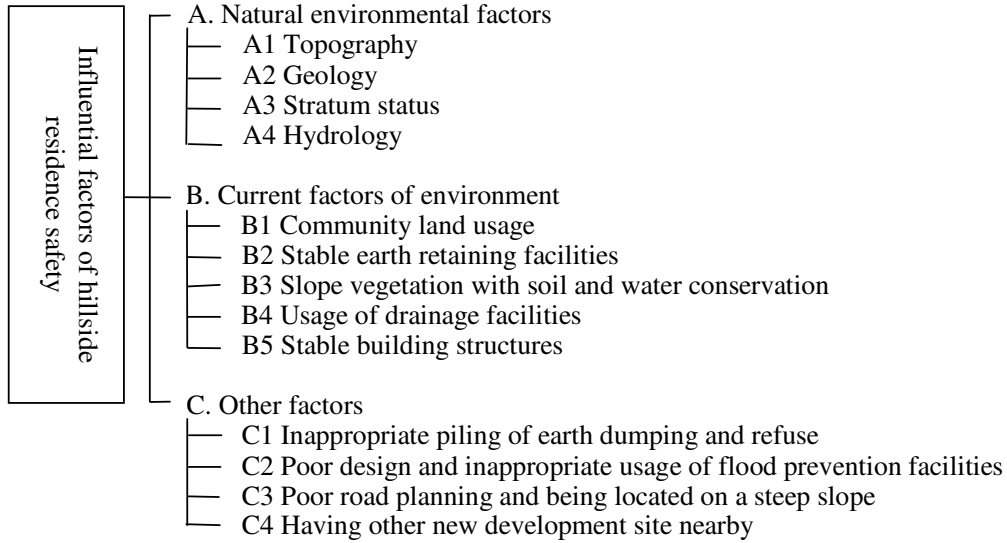 Influential factors of hillside
residence safety
A. Natural environmental factors
A1 Topography
A2 Geology
A3 Stratum status
A4 Hydrology
B. Current factors of environment
B1 Community land usage
B2 Stable earth retaining facilities
B3 Slope vegetation with soil and water conservation
B4 Usage of drainage facilities
B5 Stable building structures
C. Other factors
C1 Inappropriate piling of earth dumping and refuse
C2 Poor design and inappropriate usage of flood prevention facilities
C3 Poor road planning and being located on a steep slope
C4 Having other new development site nearby